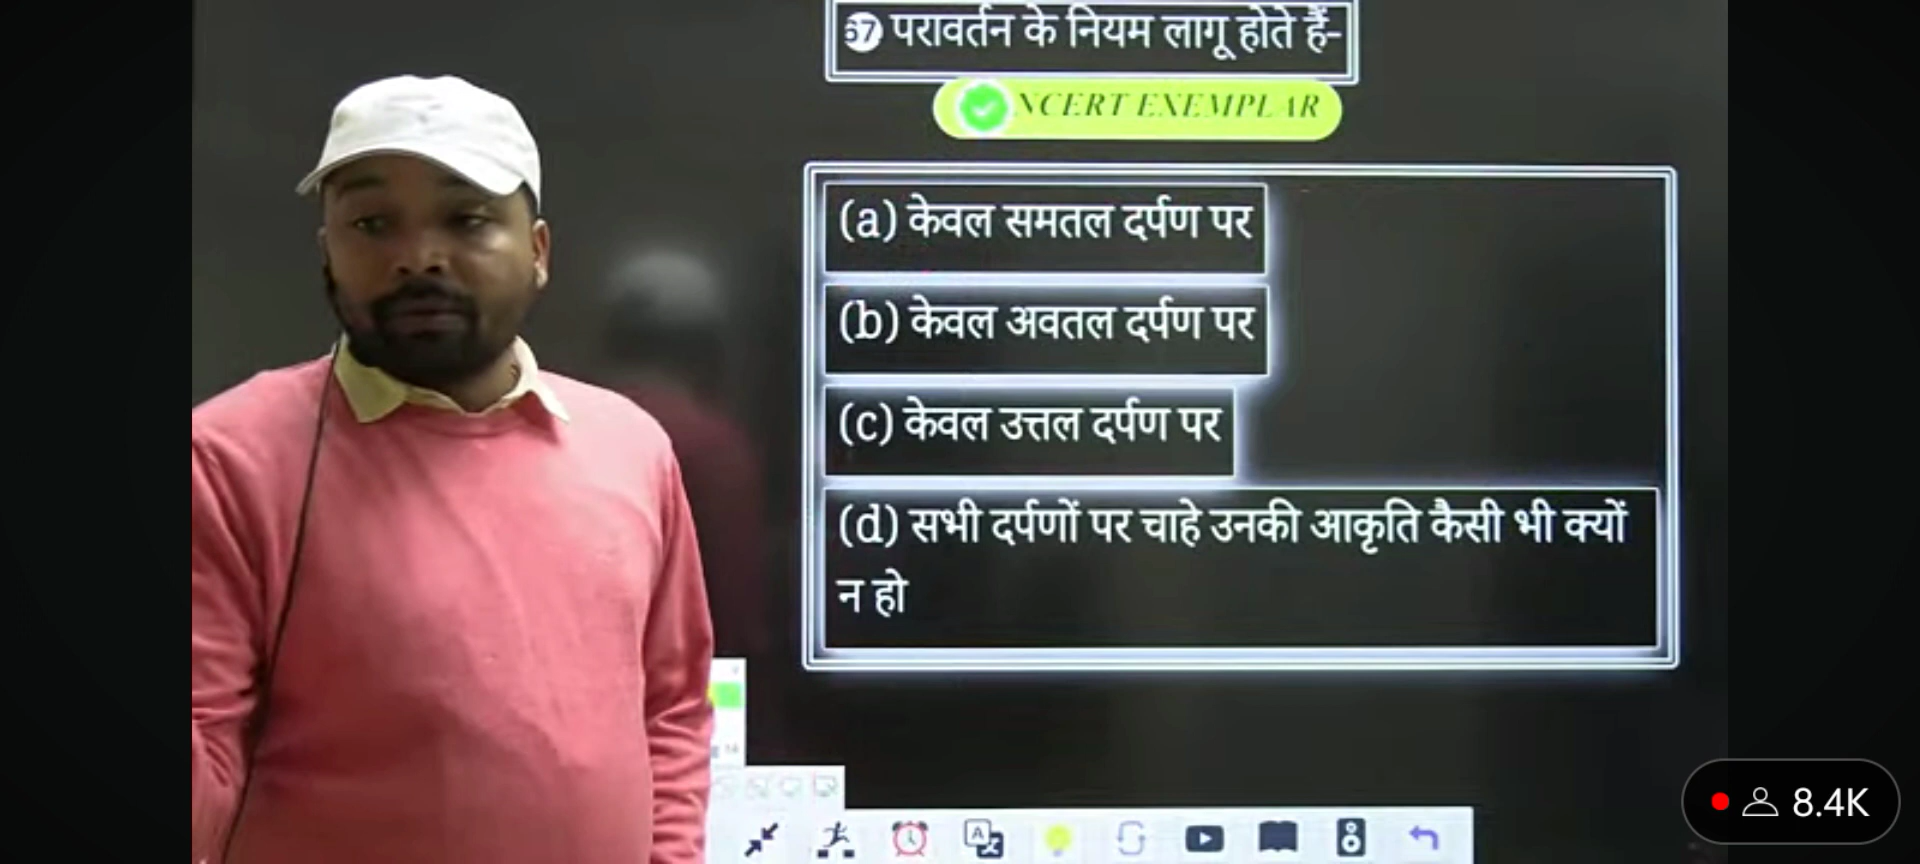 67 परावर्तन के नियम लागू होते हैं-
NCERT EXEMPLAR
(a) केवल समतल दर्पण पर
(b) केवल अवतल दर्पण पर
(c) केवल उत्तल दर्पण पर
(d) सभी दर्पणों पर चाहे उनकी आकृति कैसी भी क्यों
न हो
8.4K